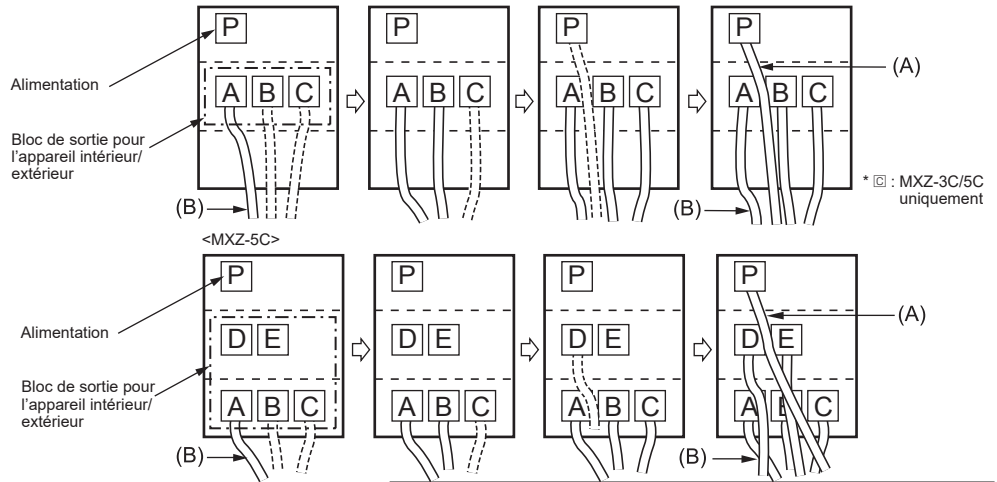 P P P P
(A)
Alimentation
A B C A B C A B C A B C
Bloc de sortie pour
l'appareil intérieur/
extérieur
* C : MXZ-3C/5C
uniquement
(B) (B)
<MXZ-5C>
P P P P
(A)
Alimentation
D E D E D E D E
Bloc de sortie pour
l'appareil intérieur/
extérieur
A B C A B C A B C A B C
(B) (B)